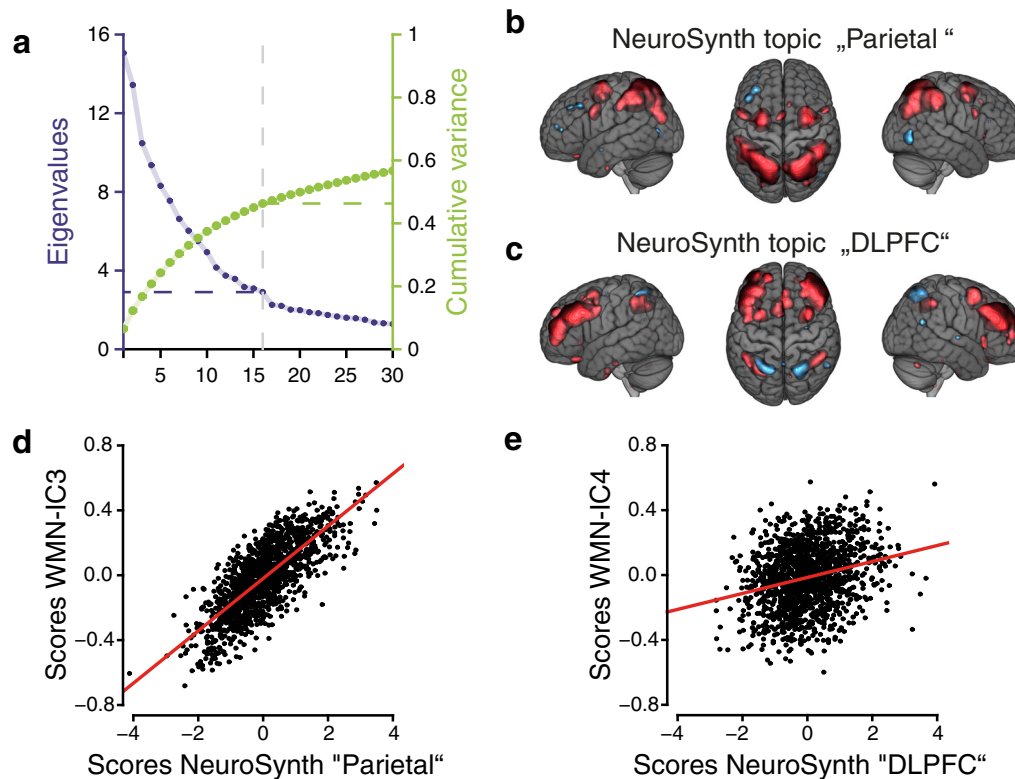 a
16
12
8
4
0
Eigenvalues
5
10
15
20
25
30
1
0.8
0.6
0.4
0.2
0
Cumulative variance
b
NeuroSynth topic „Parietal “
c
NeuroSynth topic „DLPFC“
d
0.8
0.4
0.0
−0.4
−0.8
Scores WMN-IC3
−4
−2
0
2
4
Scores NeuroSynth "Parietal“
e
0.8
0.4
0.0
−0.4
−0.8
Scores WMN-IC4
−4
−2
0
2
4
Scores NeuroSynth "DLPFC“